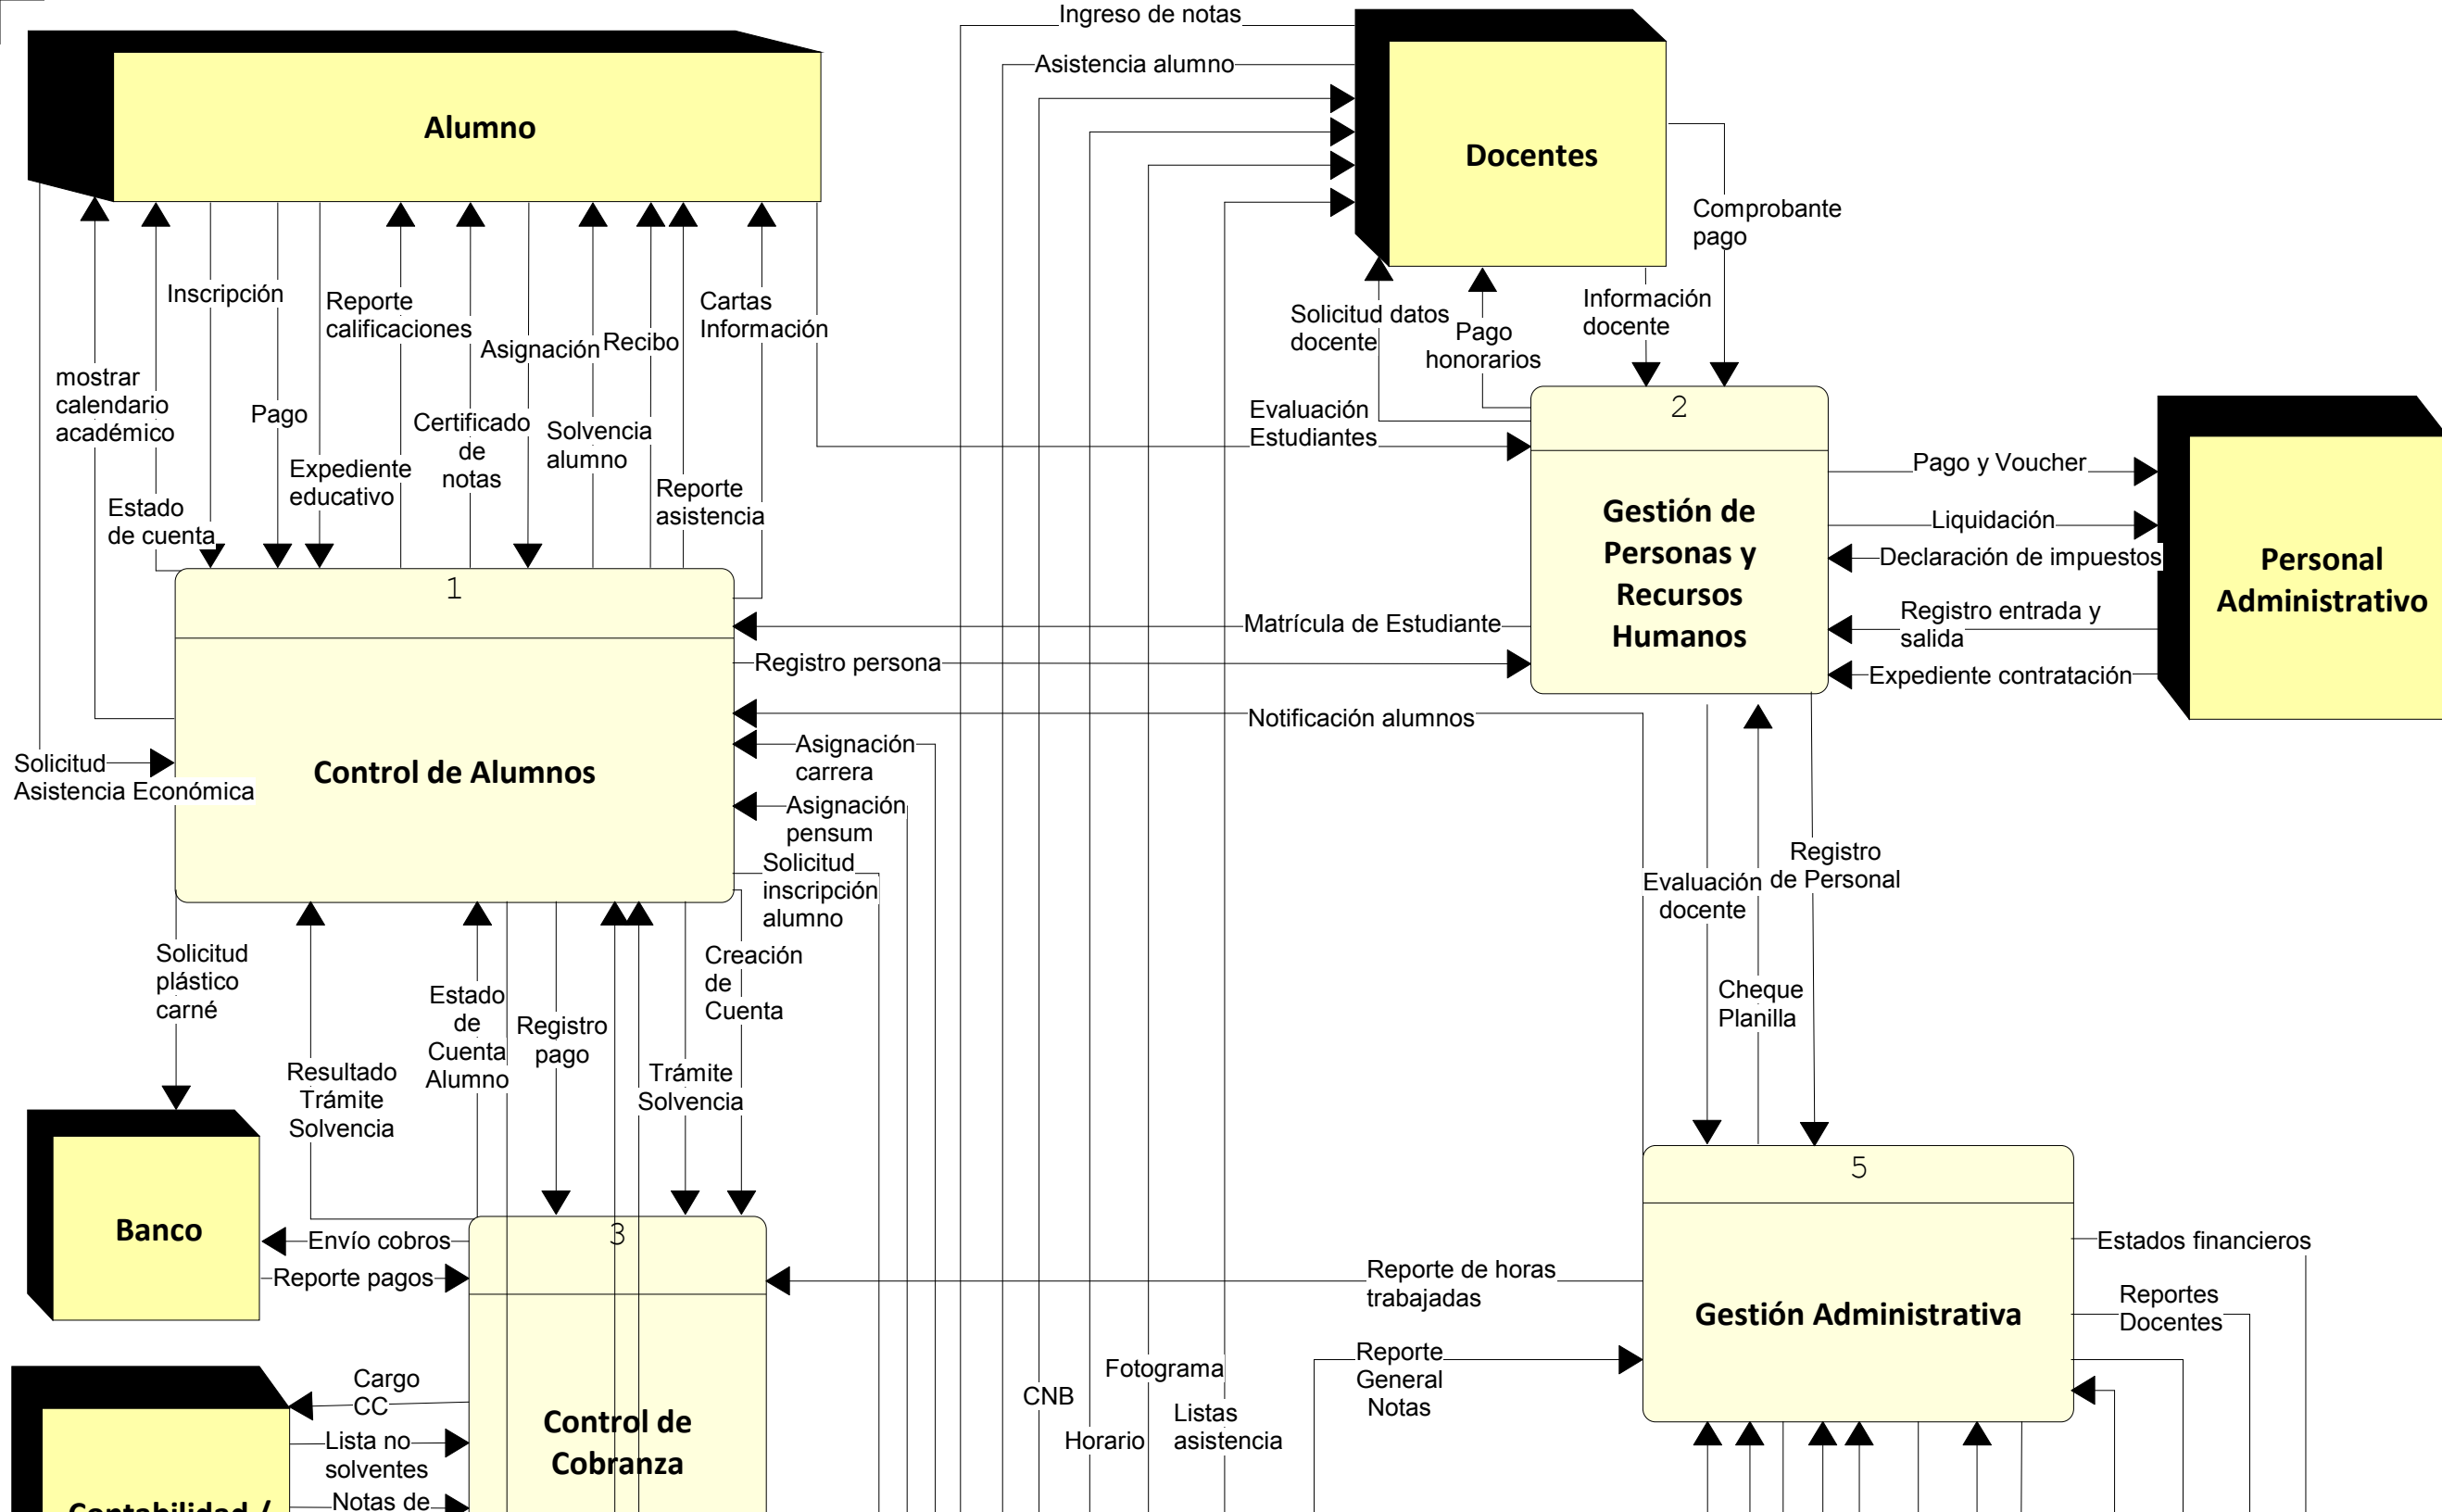 Ingreso de notas
Asistencia alumno
Alumno
Docentes
Comprobante
pago
Inscripción
Reporte
calificaciones
Cartas
Información
Asignación
Recibo
Solicitud datos
docente
Pago
honorarios
Información
docente
mostrar
calendario
académico
Pago
Certificado
de
notas
Solvencia
alumno
Expediente
educativo
Reporte
asistencia
Estado
de cuenta
Evaluación
Estudiantes
2
Gestión de
Personas y
Recursos
Humanos
Pago y Voucher
Liquidación
Declaración de impuestos
Registro entrada y
salida
Expediente contratación
Personal
Administrativo
1
Control de Alumnos
Matrícula de Estudiante
Registro persona
Notificación alumnos
Asignación
carrera
Asignación
pensum
Solicitud
inscripción
alumno
Solicitud
Asistencia Económica
Evaluación
docente
Registro
de Personal
Cheque
Planilla
Solicitud
plástico
carné
Resultado
Trámite
Solvencia
Estado
de
Cuenta
Alumno
Registro
pago
Trámite
Solvencia
Creación
de
Cuenta
Banco
Envío cobros
Reporte pagos
3
Control de
Cobranza
5
Gestión Administrativa
Reporte de horas
trabajadas
Estados financieros
Reportes
Docentes
Reporte
General
Notas
Fotograma
CNB
Horario
Listas
asistencia
Cargo
CC
Lista no
solventes
Notas de
Contabilidad /